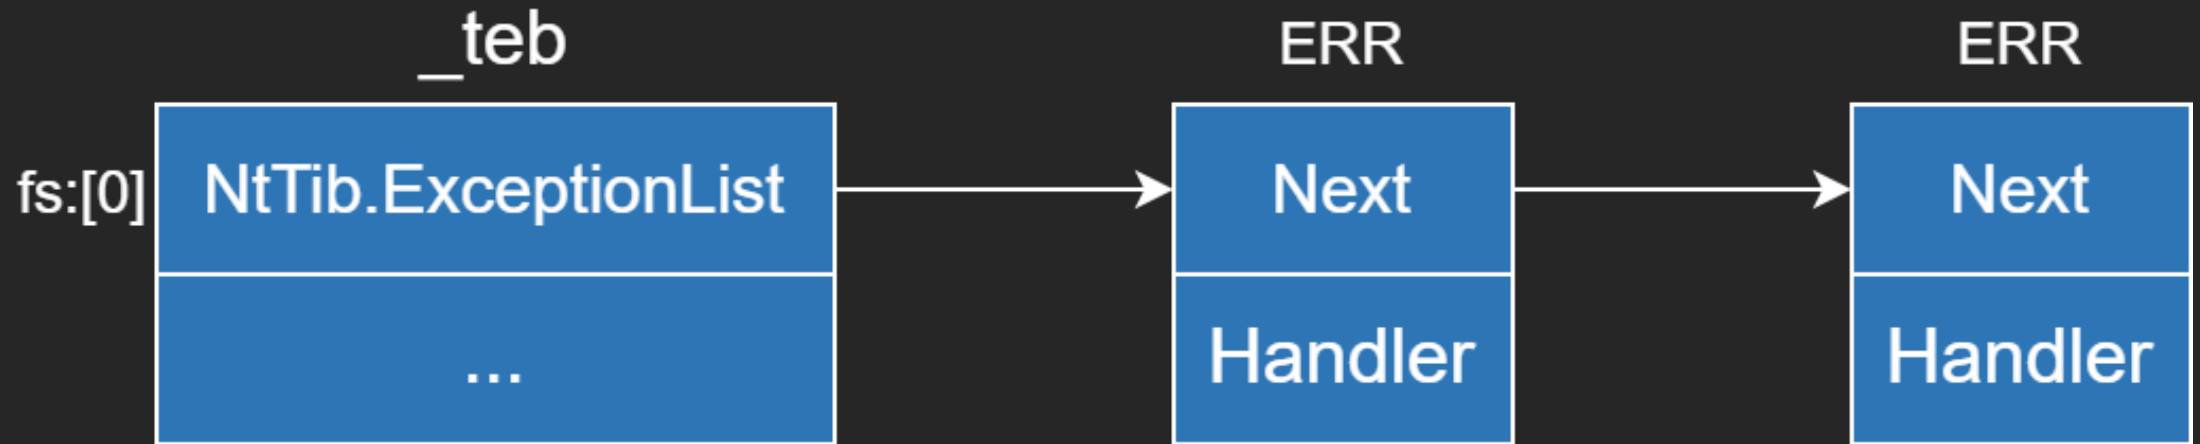 _teb
ERR
ERR
fs:[0]
NtTib.ExceptionList
Next
Next
...
Handler
Handler